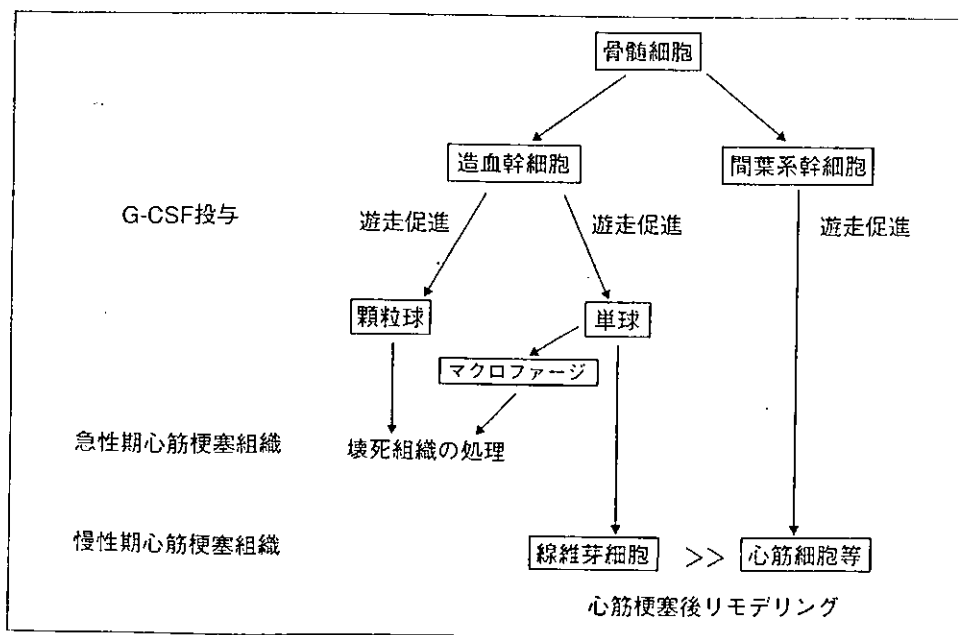 骨髄細胞
造血幹細胞 間葉系幹細胞
G-CSF投与 遊走促進 遊走促進 遊走促進
顆粒球 単球
マクロファージ
急性期心筋梗塞組織 壊死組織の処理
慢性期心筋梗塞組織 線維芽細胞 >> 心筋細胞等
心筋梗塞後リモデリング